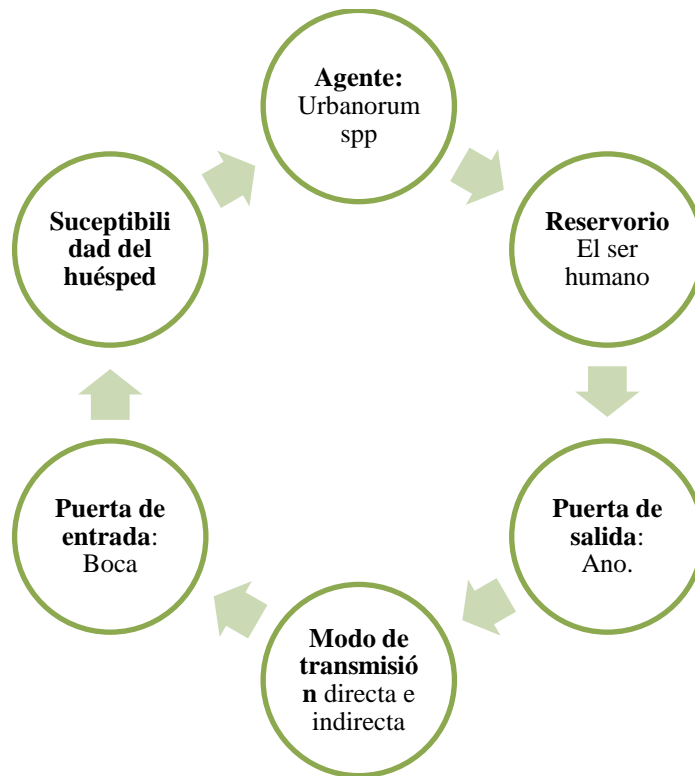 Agente:
Urbanorum
spp
Reservorio
El ser
humano
Puerta de
salida:
Ano.
Modo de
transmisió
n directa e
indirecta
Puerta de
entrada:
Boca
Suceptibili
dad del
huésped